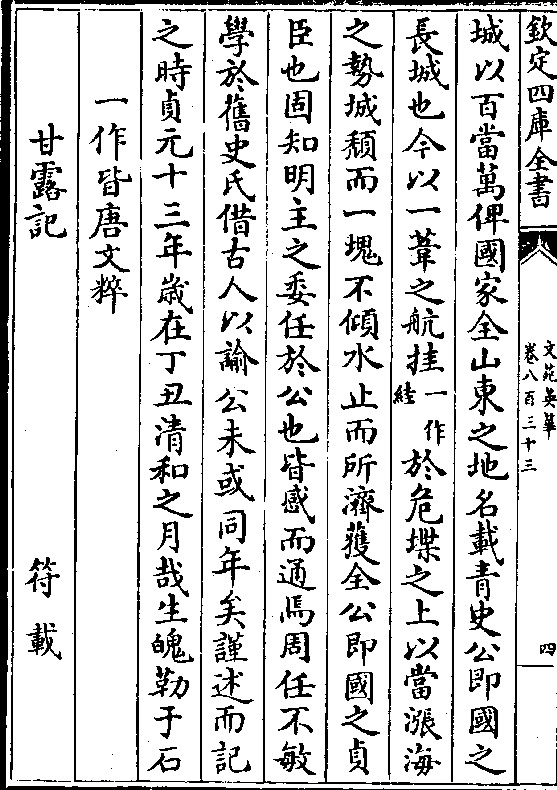 欽定四庫全書
文苑英華
卷八百三十三
四
城以百當萬俾國家全山東之地名載青史公即國之
長城也今以一葦之航挂一作絓於危堞之上以當漲海
之勢城頽而一塊不傾水止而所濟獲全公即國之貞
臣也固知明主之委任於公也皆感而通焉周任不敏
學於舊史氏借古人以諭公未或同年矣謹述而記
之時貞元十三年歲在丁丑清和之月哉生魄勒于石
一作皆唐文粹
甘露記 符載